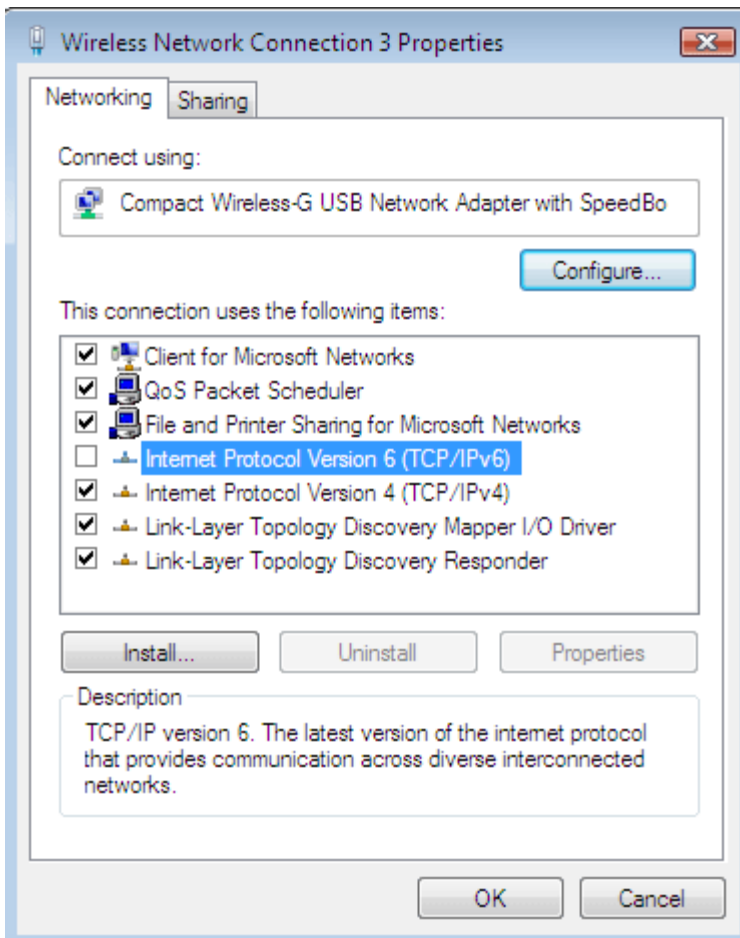 Wireless Network Connection 3 Properties
Networking
Sharing
Connect using:
Compact Wireless-G USB Network Adapter with SpeedBo
Configure...
This connection uses the following items:
Client for Microsoft Networks
QoS Packet Scheduler
File and Printer Sharing for Microsoft Networks
Internet Protocol Version 6 (TCP/IPv6)
Internet Protocol Version 4 (TCP/IPv4)
Link-Layer Topology Discovery Mapper I/O Driver
Link-Layer Topology Discovery Responder
Install...
Uninstall
Properties
Description
TCP/IP version 6. The latest version of the internet protocol
that provides communication across diverse interconnected
networks.
OK
Cancel